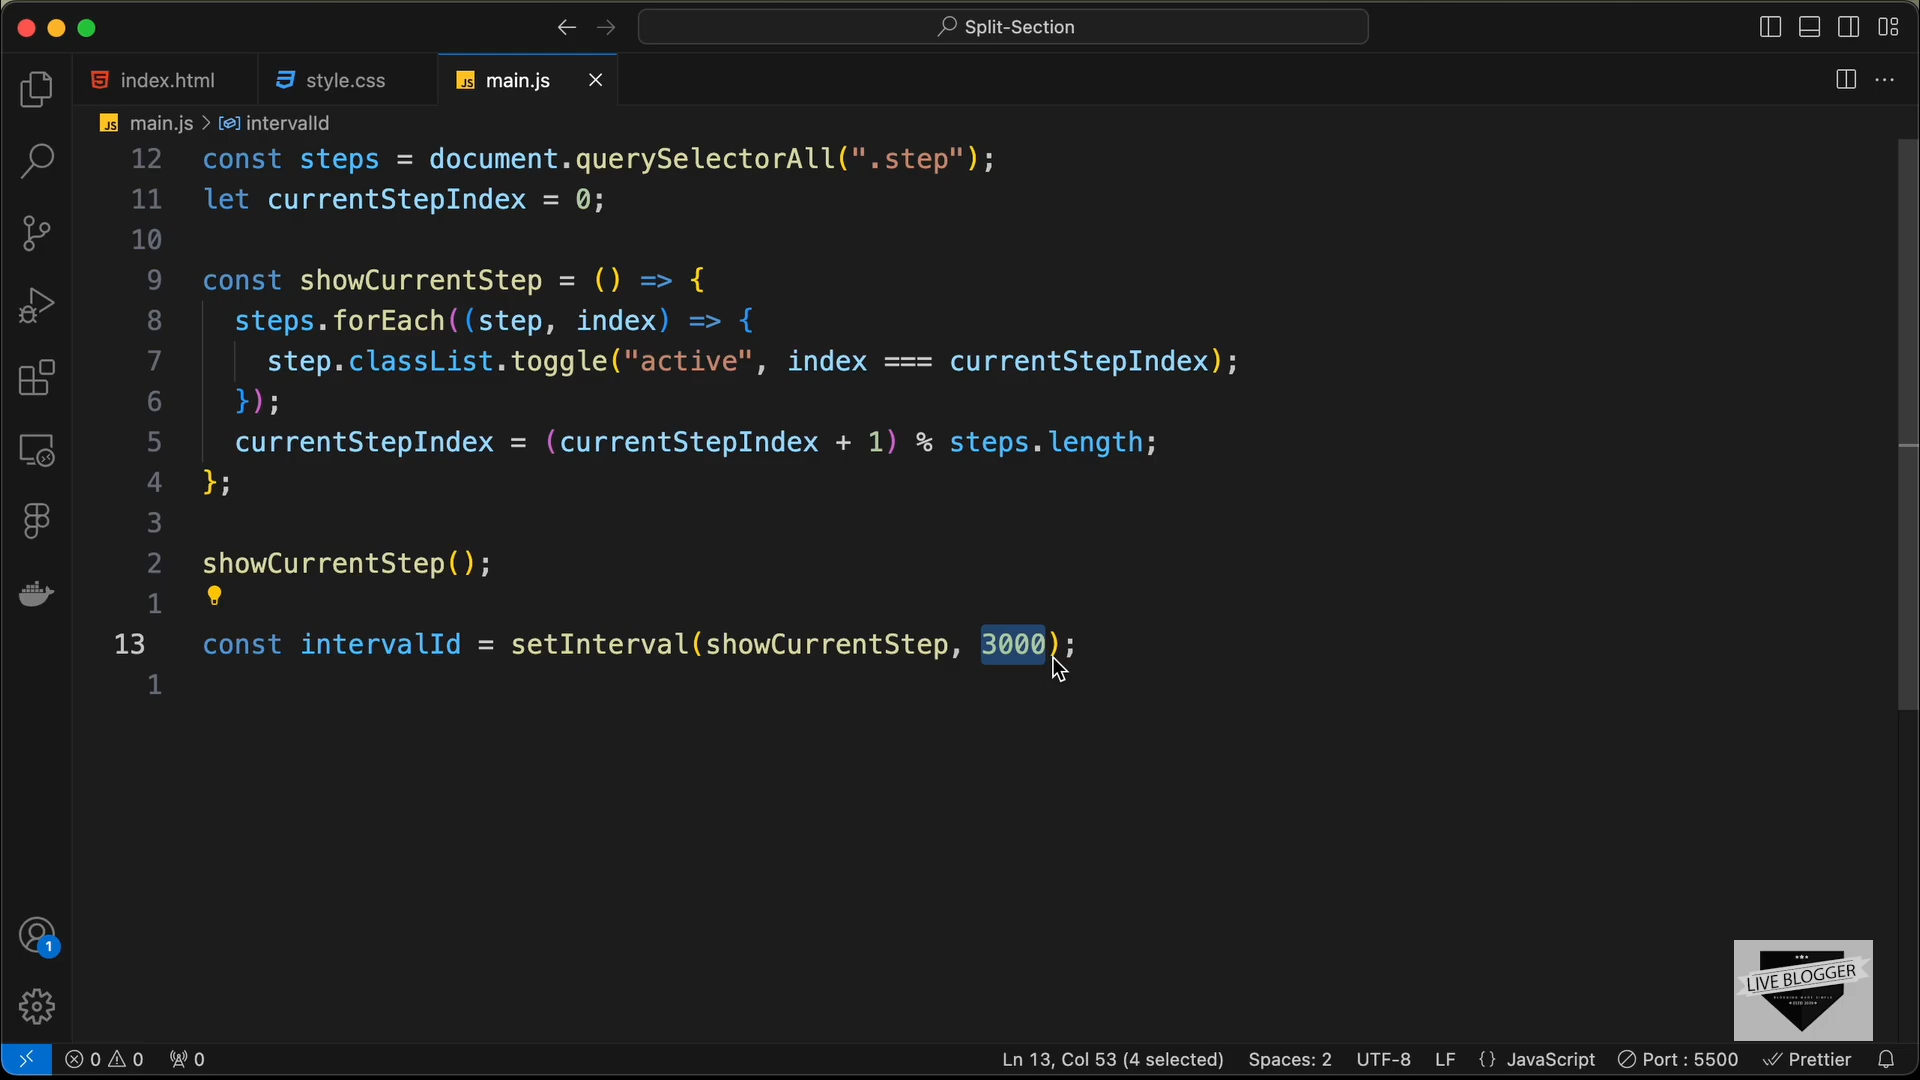 Split-Section
index.html
style.css
JS main.js
JS main.js > intervalId
12 const steps = document.querySelectorAll(".step");
11 let currentStepIndex = 0;
10
9 const showCurrentStep = () => {
8 steps.forEach((step, index) => {
7 step.classList.toggle("active", index === currentStepIndex);
6 });
5 currentStepIndex = (currentStepIndex + 1) % steps.length;
4 };
3
2 showCurrentStep();
1
13 const intervalId = setInterval(showCurrentStep, 3000);
1
1
LIVE BLOGGER
0 0 0 Ln 13, Col 53 (4 selected) Spaces: 2 UTF-8 LF {} JavaScript Port : 5500 Prettier